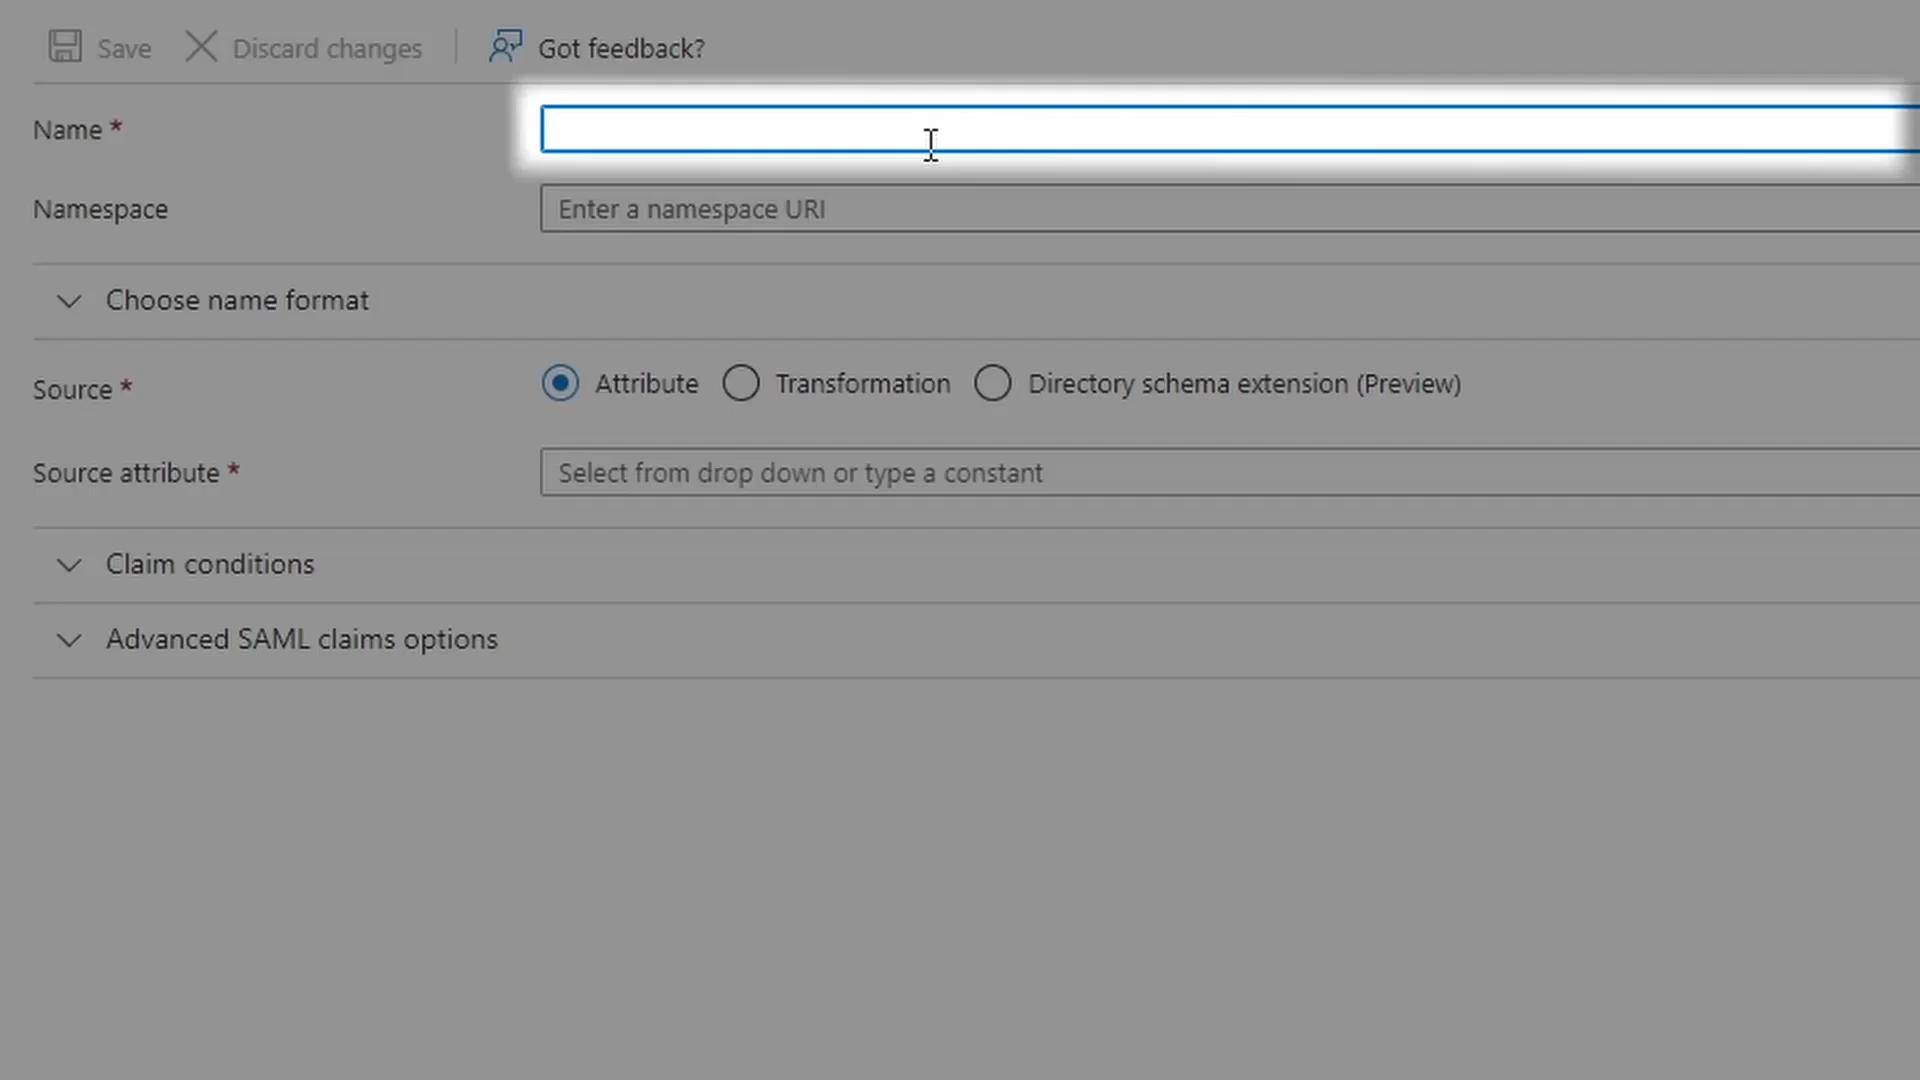 Save Discard changes Got feedback?
Name *
Namespace Enter a namespace URI
Choose name format
Source * Attribute Transformation Directory schema extension (Preview)
Source attribute * Select from drop down or type a constant
Claim conditions
Advanced SAML claims options